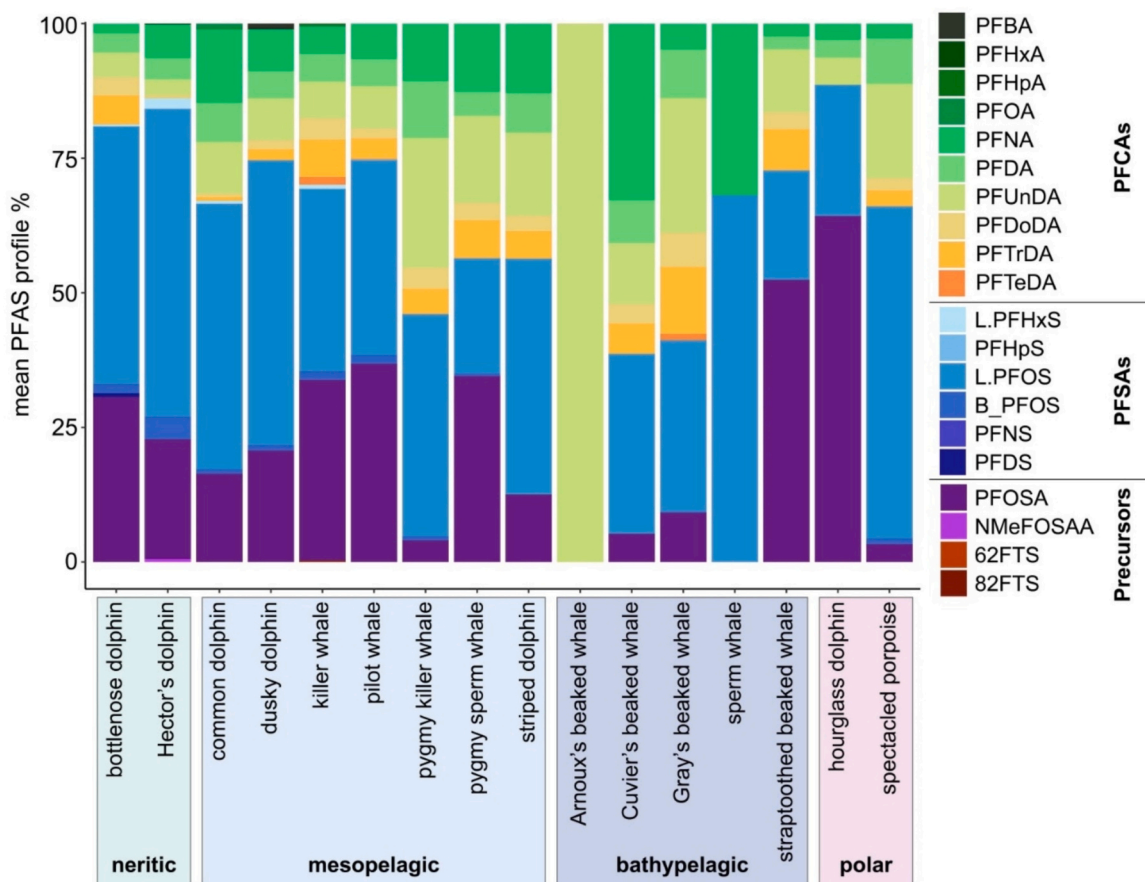 mean PFAS profile %
100
75
50
25
0
bottlenose dolphin
Hector's dolphin
common dolphin
dusky dolphin
killer whale
pilot whale
pygmy killer whale
pygmy sperm whale
striped dolphin
Arnoux's beaked whale
Cuvier's beaked whale
Gray's beaked whale
sperm whale
straptoothed beaked whale
hourglass dolphin
spectacled porpoise
neritic
mesopelagic
bathypelagic
polar
PFBA
PFHxA
PFHpA
PFOA
PFNA
PFDA
PFUnDA
PFDoDA
PFTrDA
PFTeDA
PFCAs
L.PFHxS
PFHpS
L.PFOS
B_PFOS
PFNS
PFDS
PFSAs
PFOSA
NMeFOSAA
62FTS
82FTS
Precursors